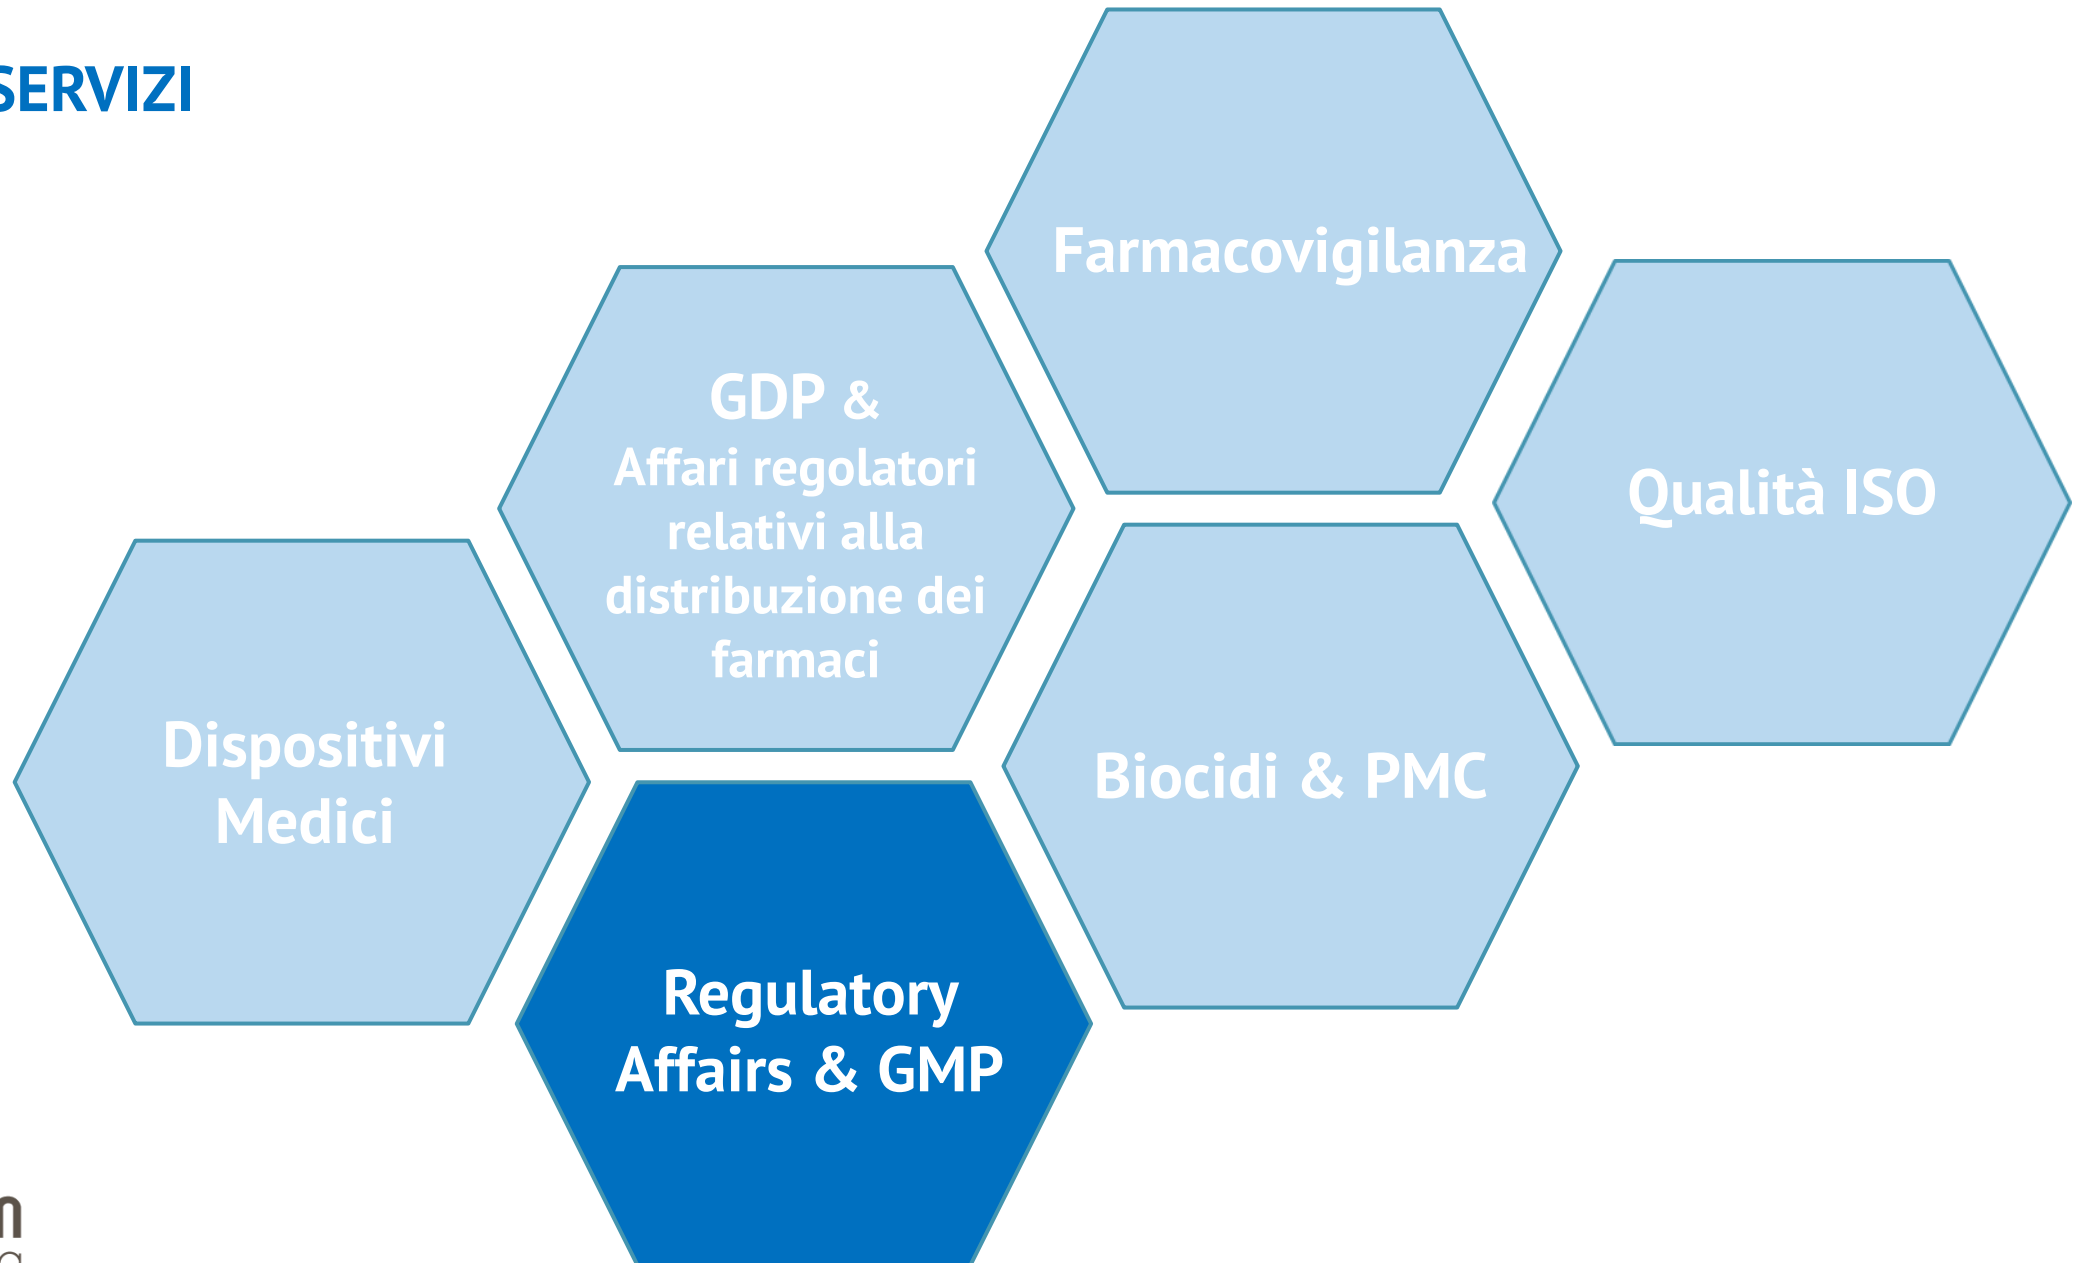 SERVIZI
Farmacovigilanza
GDP &
Affari regolatori
relativi alla
distribuzione dei
farmaci
Qualità ISO
Dispositivi
Medici
Biocidi & PMC
Regulatory
Affairs & GMP